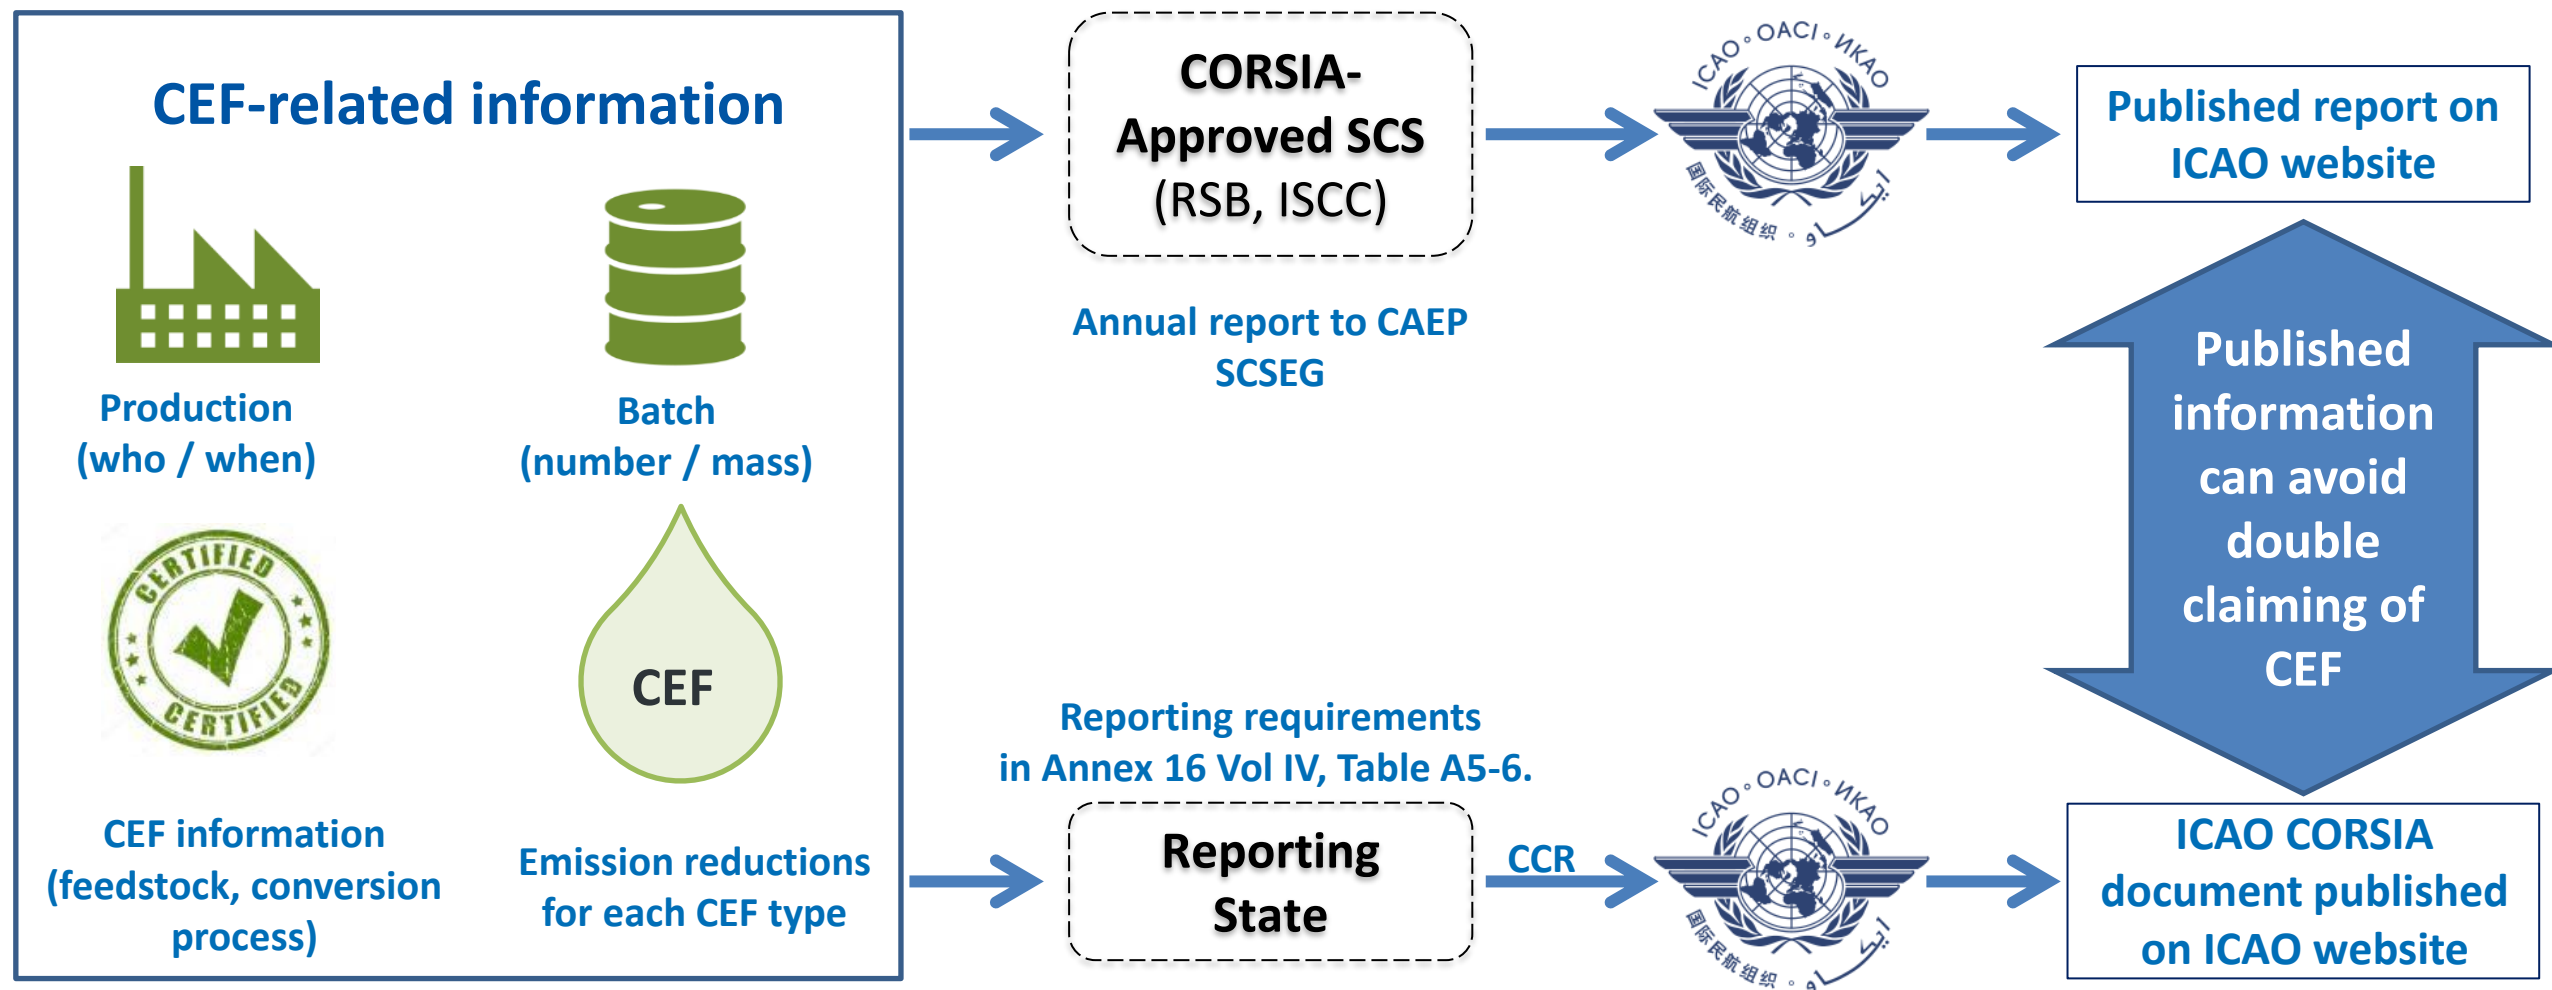 CEF-related information
Production
(who / when)
Batch
(number / mass)
CERTIFIED
CERTIFIED
CEF
CEF information
(feedstock, conversion
process)
Emission reductions
for each CEF type
CORSIA-
Approved SCS
(RSB, ISCC)
Annual report to CAEP
SCSEG
ICAO ◦ OACI ◦ ИКАО
国际民航组织 ◦ ایکاو
Published report on
ICAO website
Published
information
can avoid
double
claiming of
CEF
Reporting requirements
in Annex 16 Vol IV, Table A5-6.
Reporting
State
CCR
ICAO ◦ OACI ◦ ИКАО
国际民航组织 ◦ ایکاو
ICAO CORSIA
document published
on ICAO website